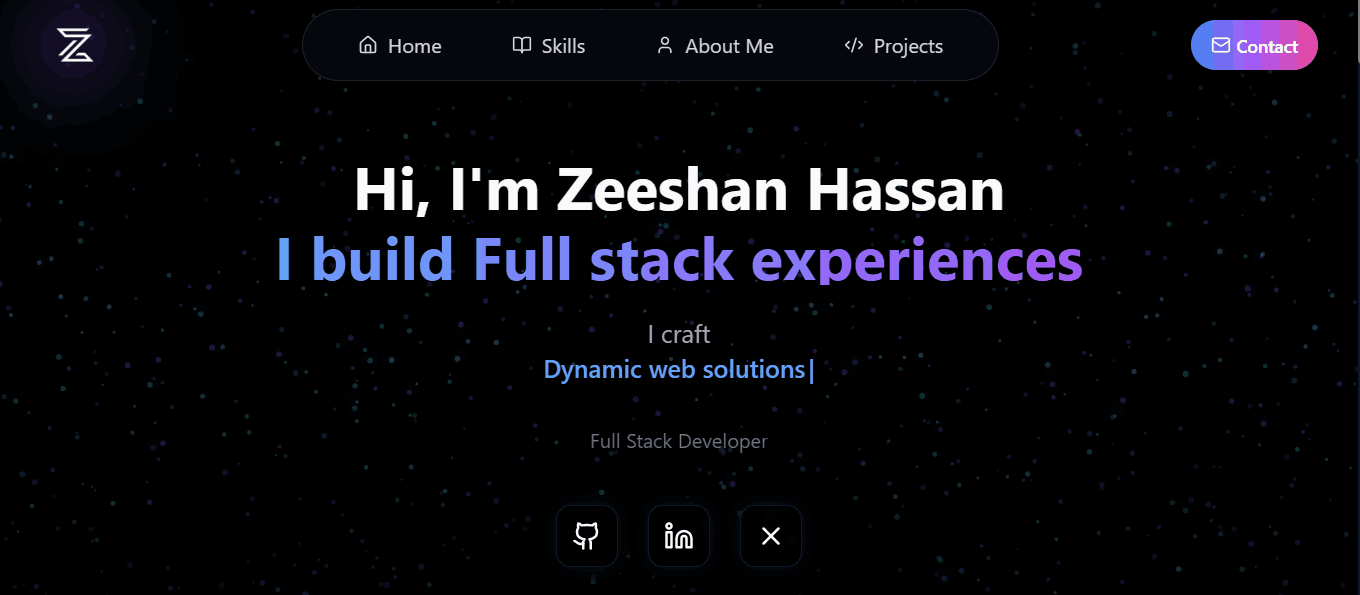 Home
Skills
About Me
Projects
Contact
Hi, I'm Zeeshan Hassan
I build Full stack experiences
I craft
Dynamic web solutions|
Full Stack Developer